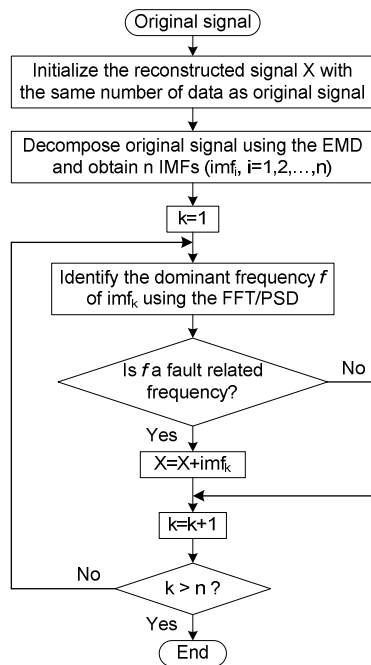 Original signal
Initialize the reconstructed signal X with
the same number of data as original signal
Decompose original signal using the EMD
and obtain n IMFs (imfᵢ, i=1,2,…,n)
k=1
Identify the dominant frequency f
of imfₖ using the FFT/PSD
Is f a fault related
frequency?
No
Yes
X=X+imfₖ
k=k+1
No
k > n ?
Yes
End